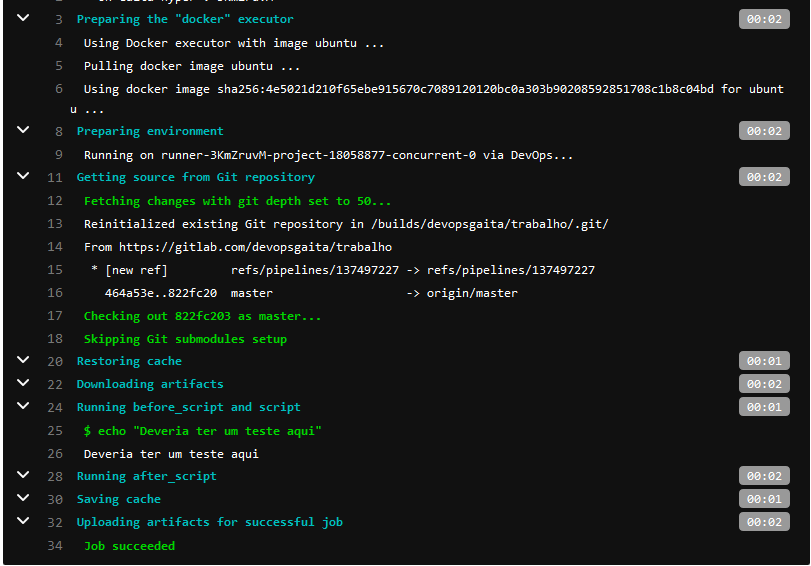 3 Preparing the "docker" executor 00:02
4 Using Docker executor with image ubuntu ...
5 Pulling docker image ubuntu ...
6 Using docker image sha256:4e5021d210f65ebe915670c7089120120bc0a303b90208592851708c1b8c04bd for ubunt
u ...
8 Preparing environment 00:02
9 Running on runner-3KmZruvM-project-18058877-concurrent-0 via DevOps...
11 Getting source from Git repository 00:02
12 Fetching changes with git depth set to 50...
13 Reinitialized existing Git repository in /builds/devopsgaita/trabalho/.git/
14 From https://gitlab.com/devopsgaita/trabalho
15 * [new ref] refs/pipelines/137497227 -> refs/pipelines/137497227
16 464a53e..822fc20 master -> origin/master
17 Checking out 822fc203 as master...
18 Skipping Git submodules setup
20 Restoring cache 00:01
22 Downloading artifacts 00:02
24 Running before_script and script 00:01
25 $ echo "Deveria ter um teste aqui"
26 Deveria ter um teste aqui
28 Running after_script 00:02
30 Saving cache 00:01
32 Uploading artifacts for successful job 00:02
34 Job succeeded